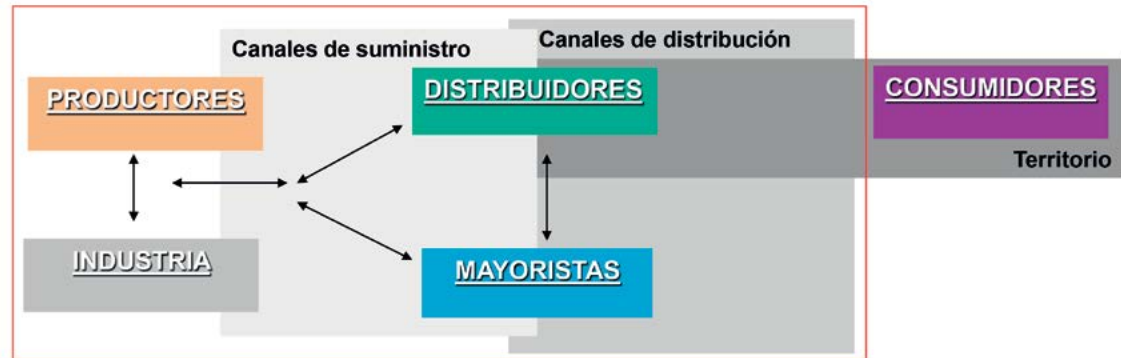 Canales de suministro
Canales de distribución
PRODUCTORES
DISTRIBUIDORES
CONSUMIDORES
Territorio
INDUSTRIA
MAYORISTAS